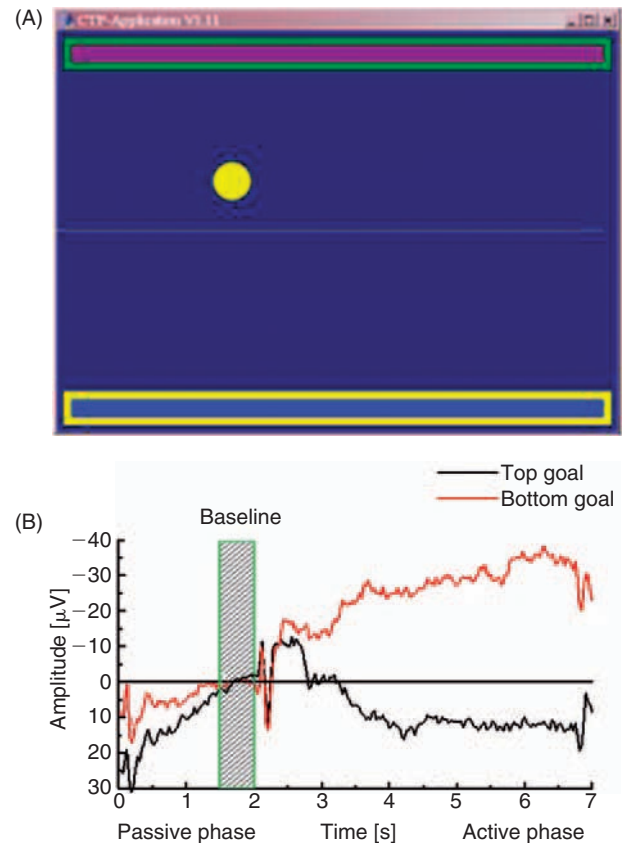 (A)
CTP-Application V1.11
Top goal
Bottom goal
(B)
Baseline
−40
−30
−20
−10
0
10
20
30
Amplitude [μV]
0 1 2 3 4 5 6 7
Passive phase Time [s] Active phase